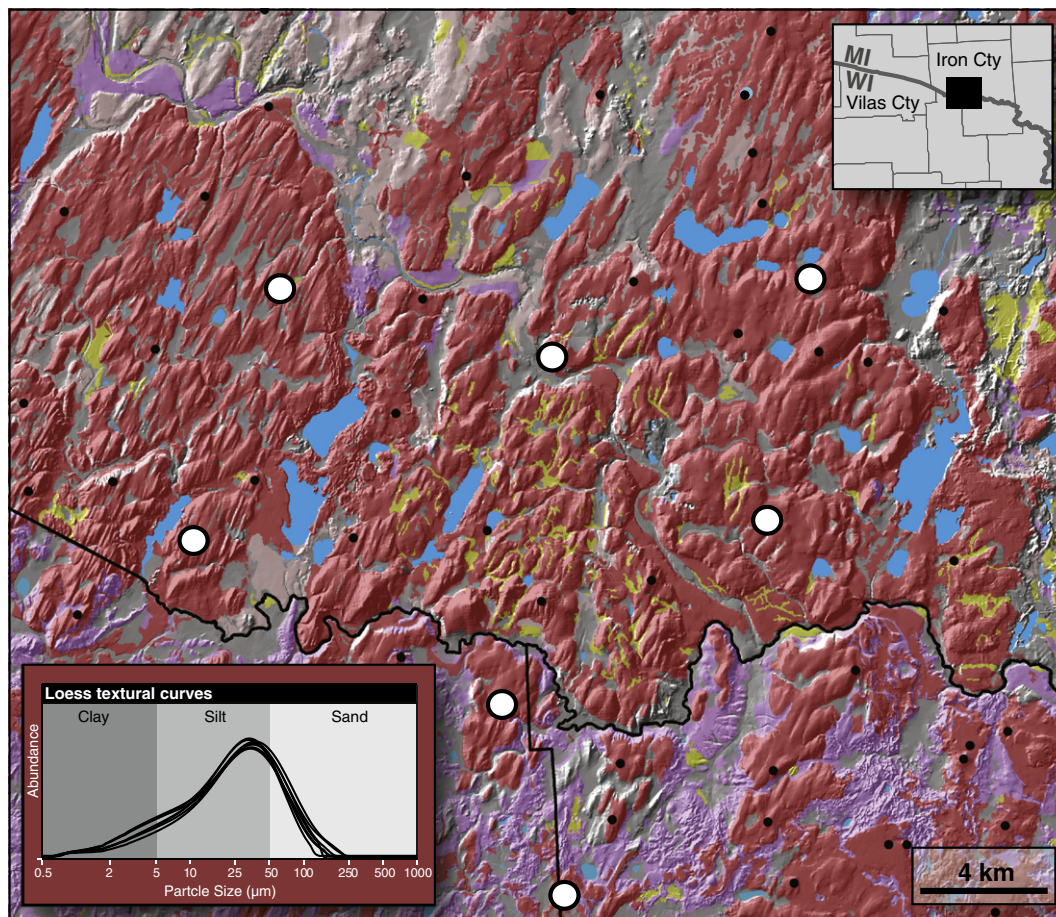 MI
WI
Iron Cty
Vilas Cty
Loess textural curves
Clay Silt Sand
Abundance
0.5 2 5 10 25 50 100 250 500 1000
Partcle Size (µm)
4 km